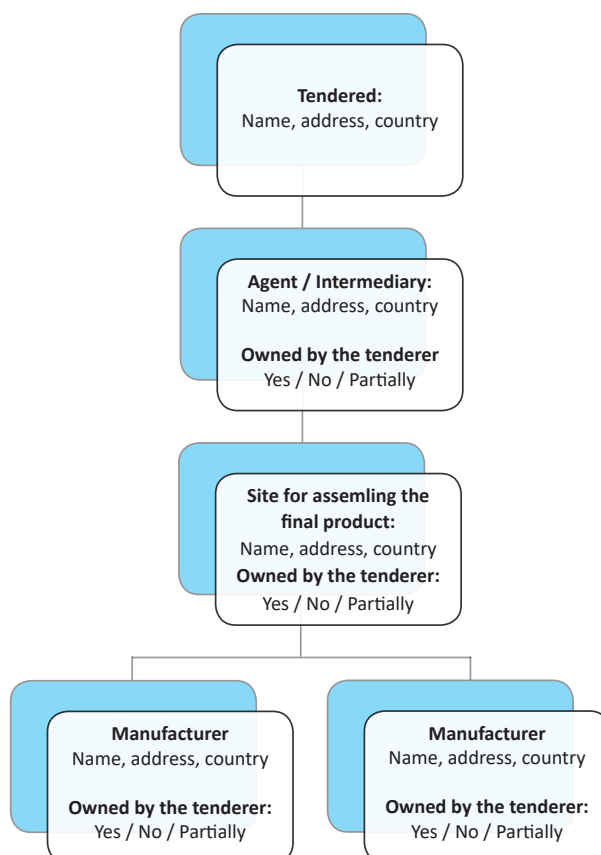 Tendered:
Name, address, country
Agent / Intermediary:
Name, address, country
Owned by the tenderer
Yes / No / Partially
Site for assemling the
final product:
Name, address, country
Owned by the tenderer:
Yes / No / Partially
Manufacturer
Name, address, country
Owned by the tenderer:
Yes / No / Partially
Manufacturer
Name, address, country
Owned by the tenderer:
Yes / No / Partially